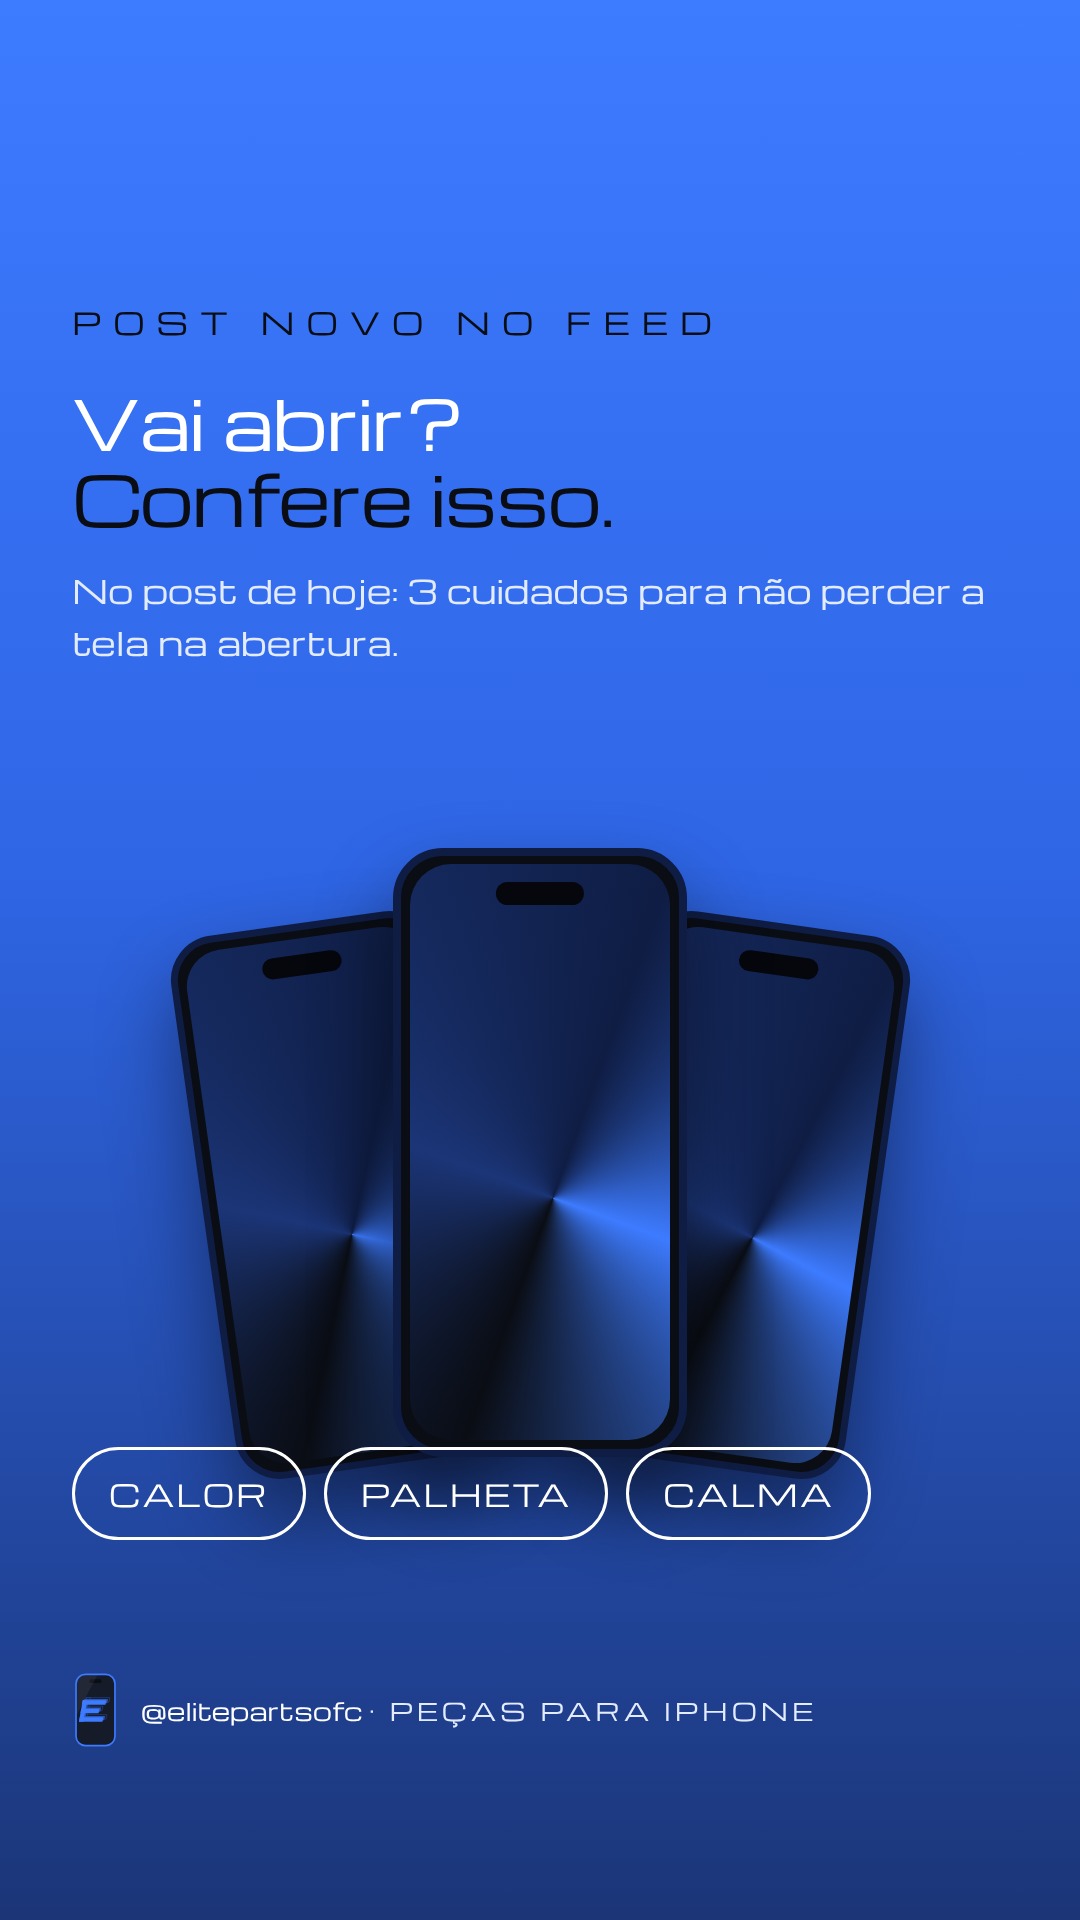 POST NOVO NO FEED
Vai abrir?
Confere isso.
No post de hoje: 3 cuidados para não perder a
tela na abertura.
CALOR PALHETA CALMA
E
@elitepartsofc · PEÇAS PARA IPHONE